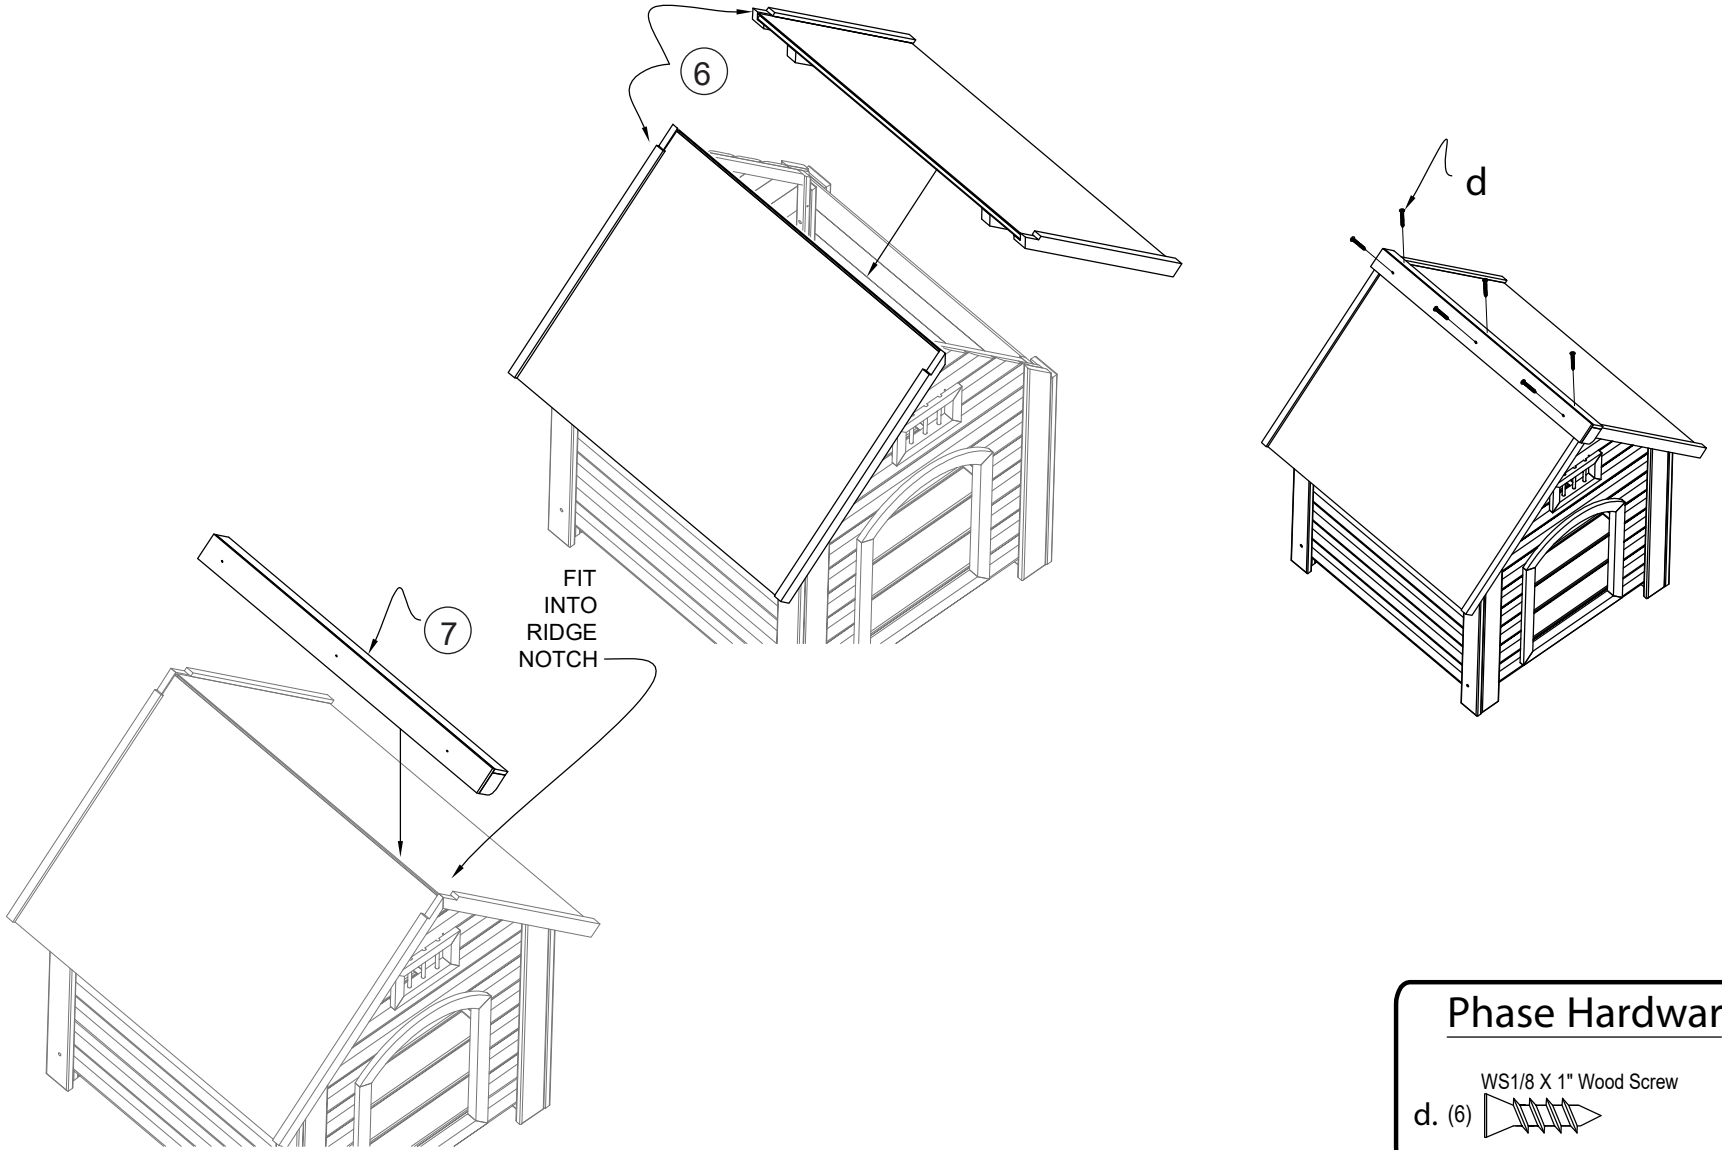 6
d
FIT
INTO
RIDGE
NOTCH
7
Phase Hardwar
WS1/8 X 1" Wood Screw
d. (6)